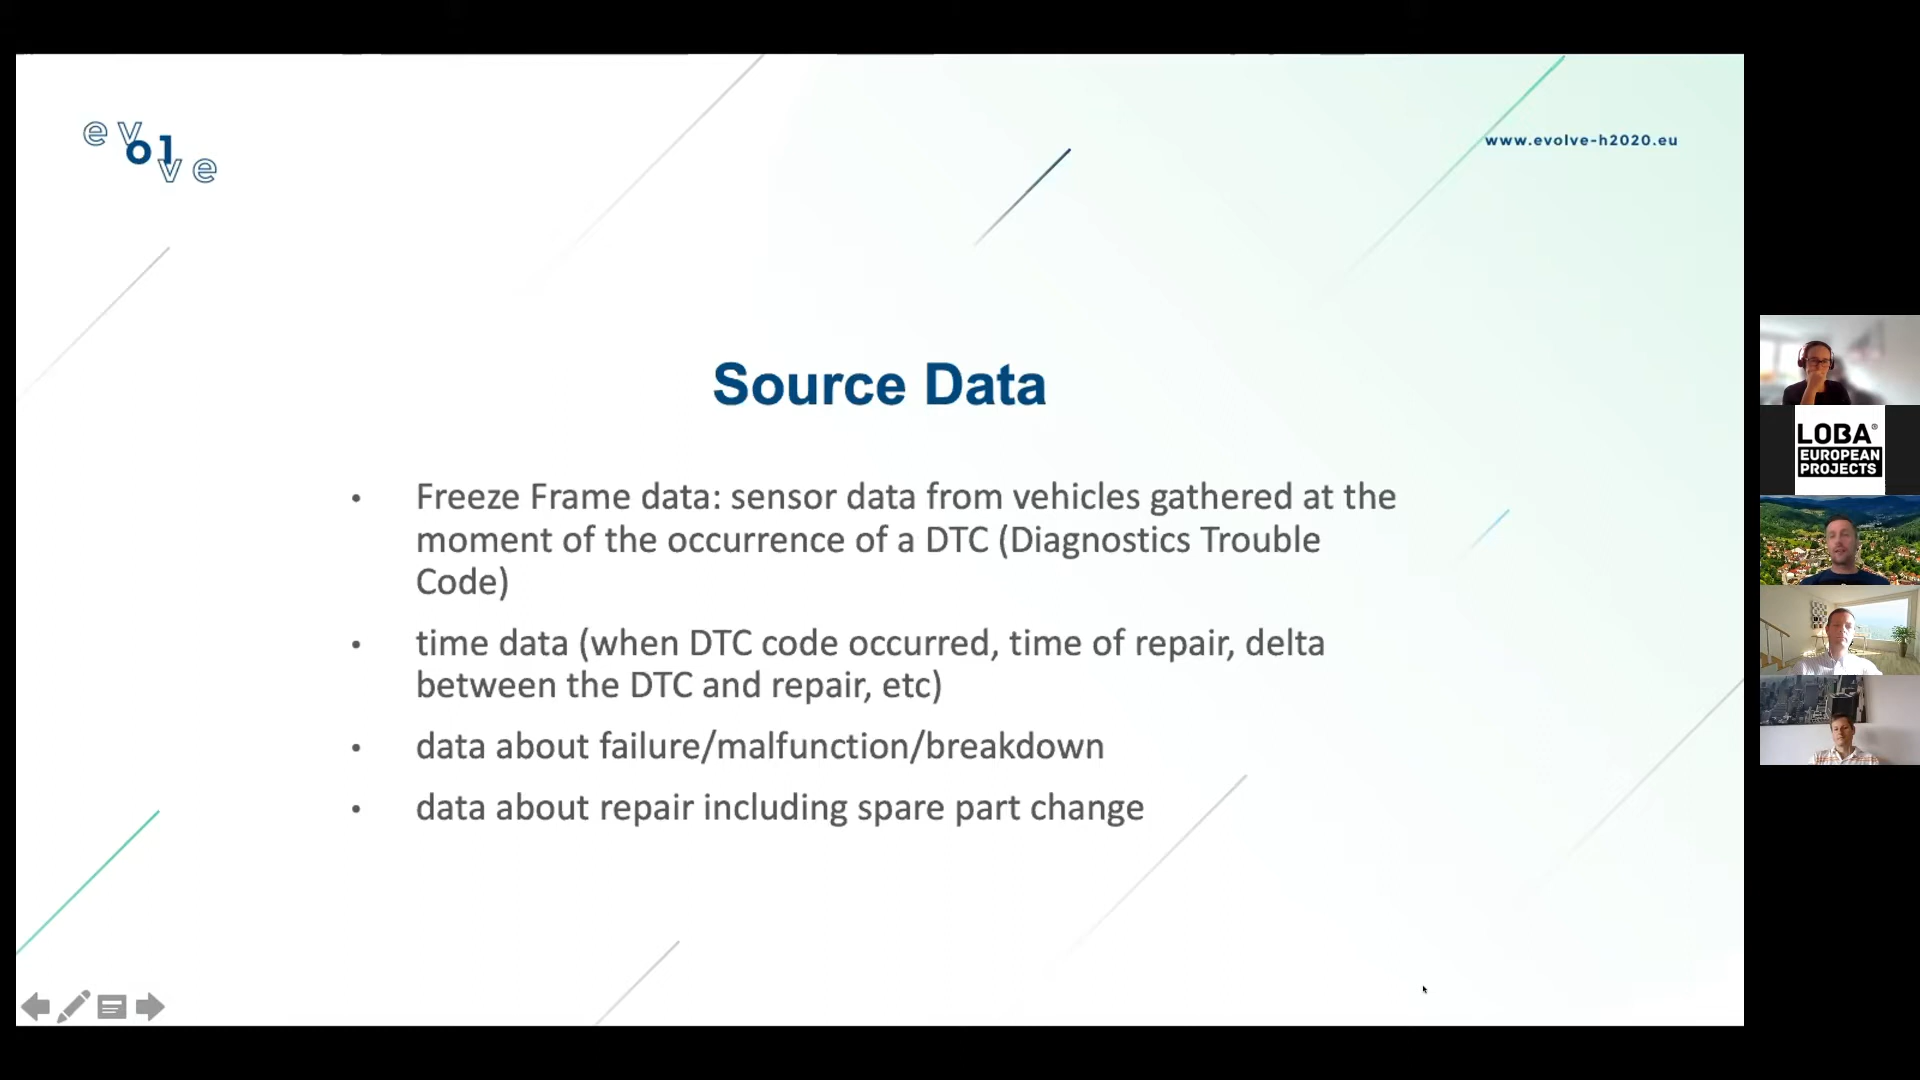 evolve
www.evolve-h2020.eu
Source Data
• Freeze Frame data: sensor data from vehicles gathered at the
moment of the occurrence of a DTC (Diagnostics Trouble
Code)
• time data (when DTC code occurred, time of repair, delta
between the DTC and repair, etc)
• data about failure/malfunction/breakdown
• data about repair including spare part change
LOBA®
EUROPEAN
PROJECTS